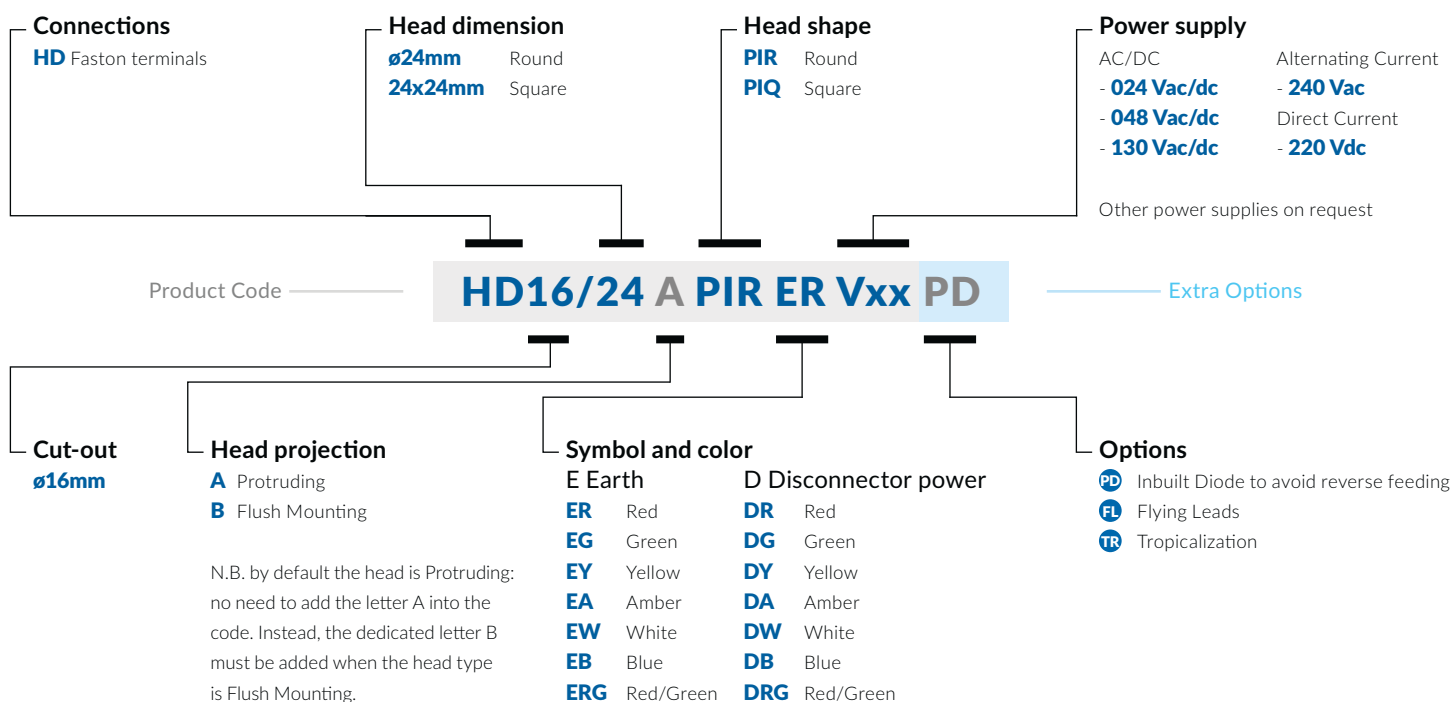 Connections
HD Faston terminals
Head dimension
ø24mm Round
24x24mm Square
Head shape
PIR Round
PIQ Square
Power supply
AC/DC
- 024 Vac/dc
- 048 Vac/dc
- 130 Vac/dc
Alternating Current
- 240 Vac
Direct Current
- 220 Vdc
Other power supplies on request
Product Code
HD16/24 A PIR ER Vxx PD
Extra Options
Cut-out
ø16mm
Head projection
A Protruding
B Flush Mounting
N.B. by default the head is Protruding:
no need to add the letter A into the
code. Instead, the dedicated letter B
must be added when the head type
is Flush Mounting.
Symbol and color
E Earth
ER Red
EG Green
EY Yellow
EA Amber
EW White
EB Blue
ERG Red/Green
D Disconnector power
DR Red
DG Green
DY Yellow
DA Amber
DW White
DB Blue
DRG Red/Green
Options
PD Inbuilt Diode to avoid reverse feeding
FL Flying Leads
TR Tropicalization